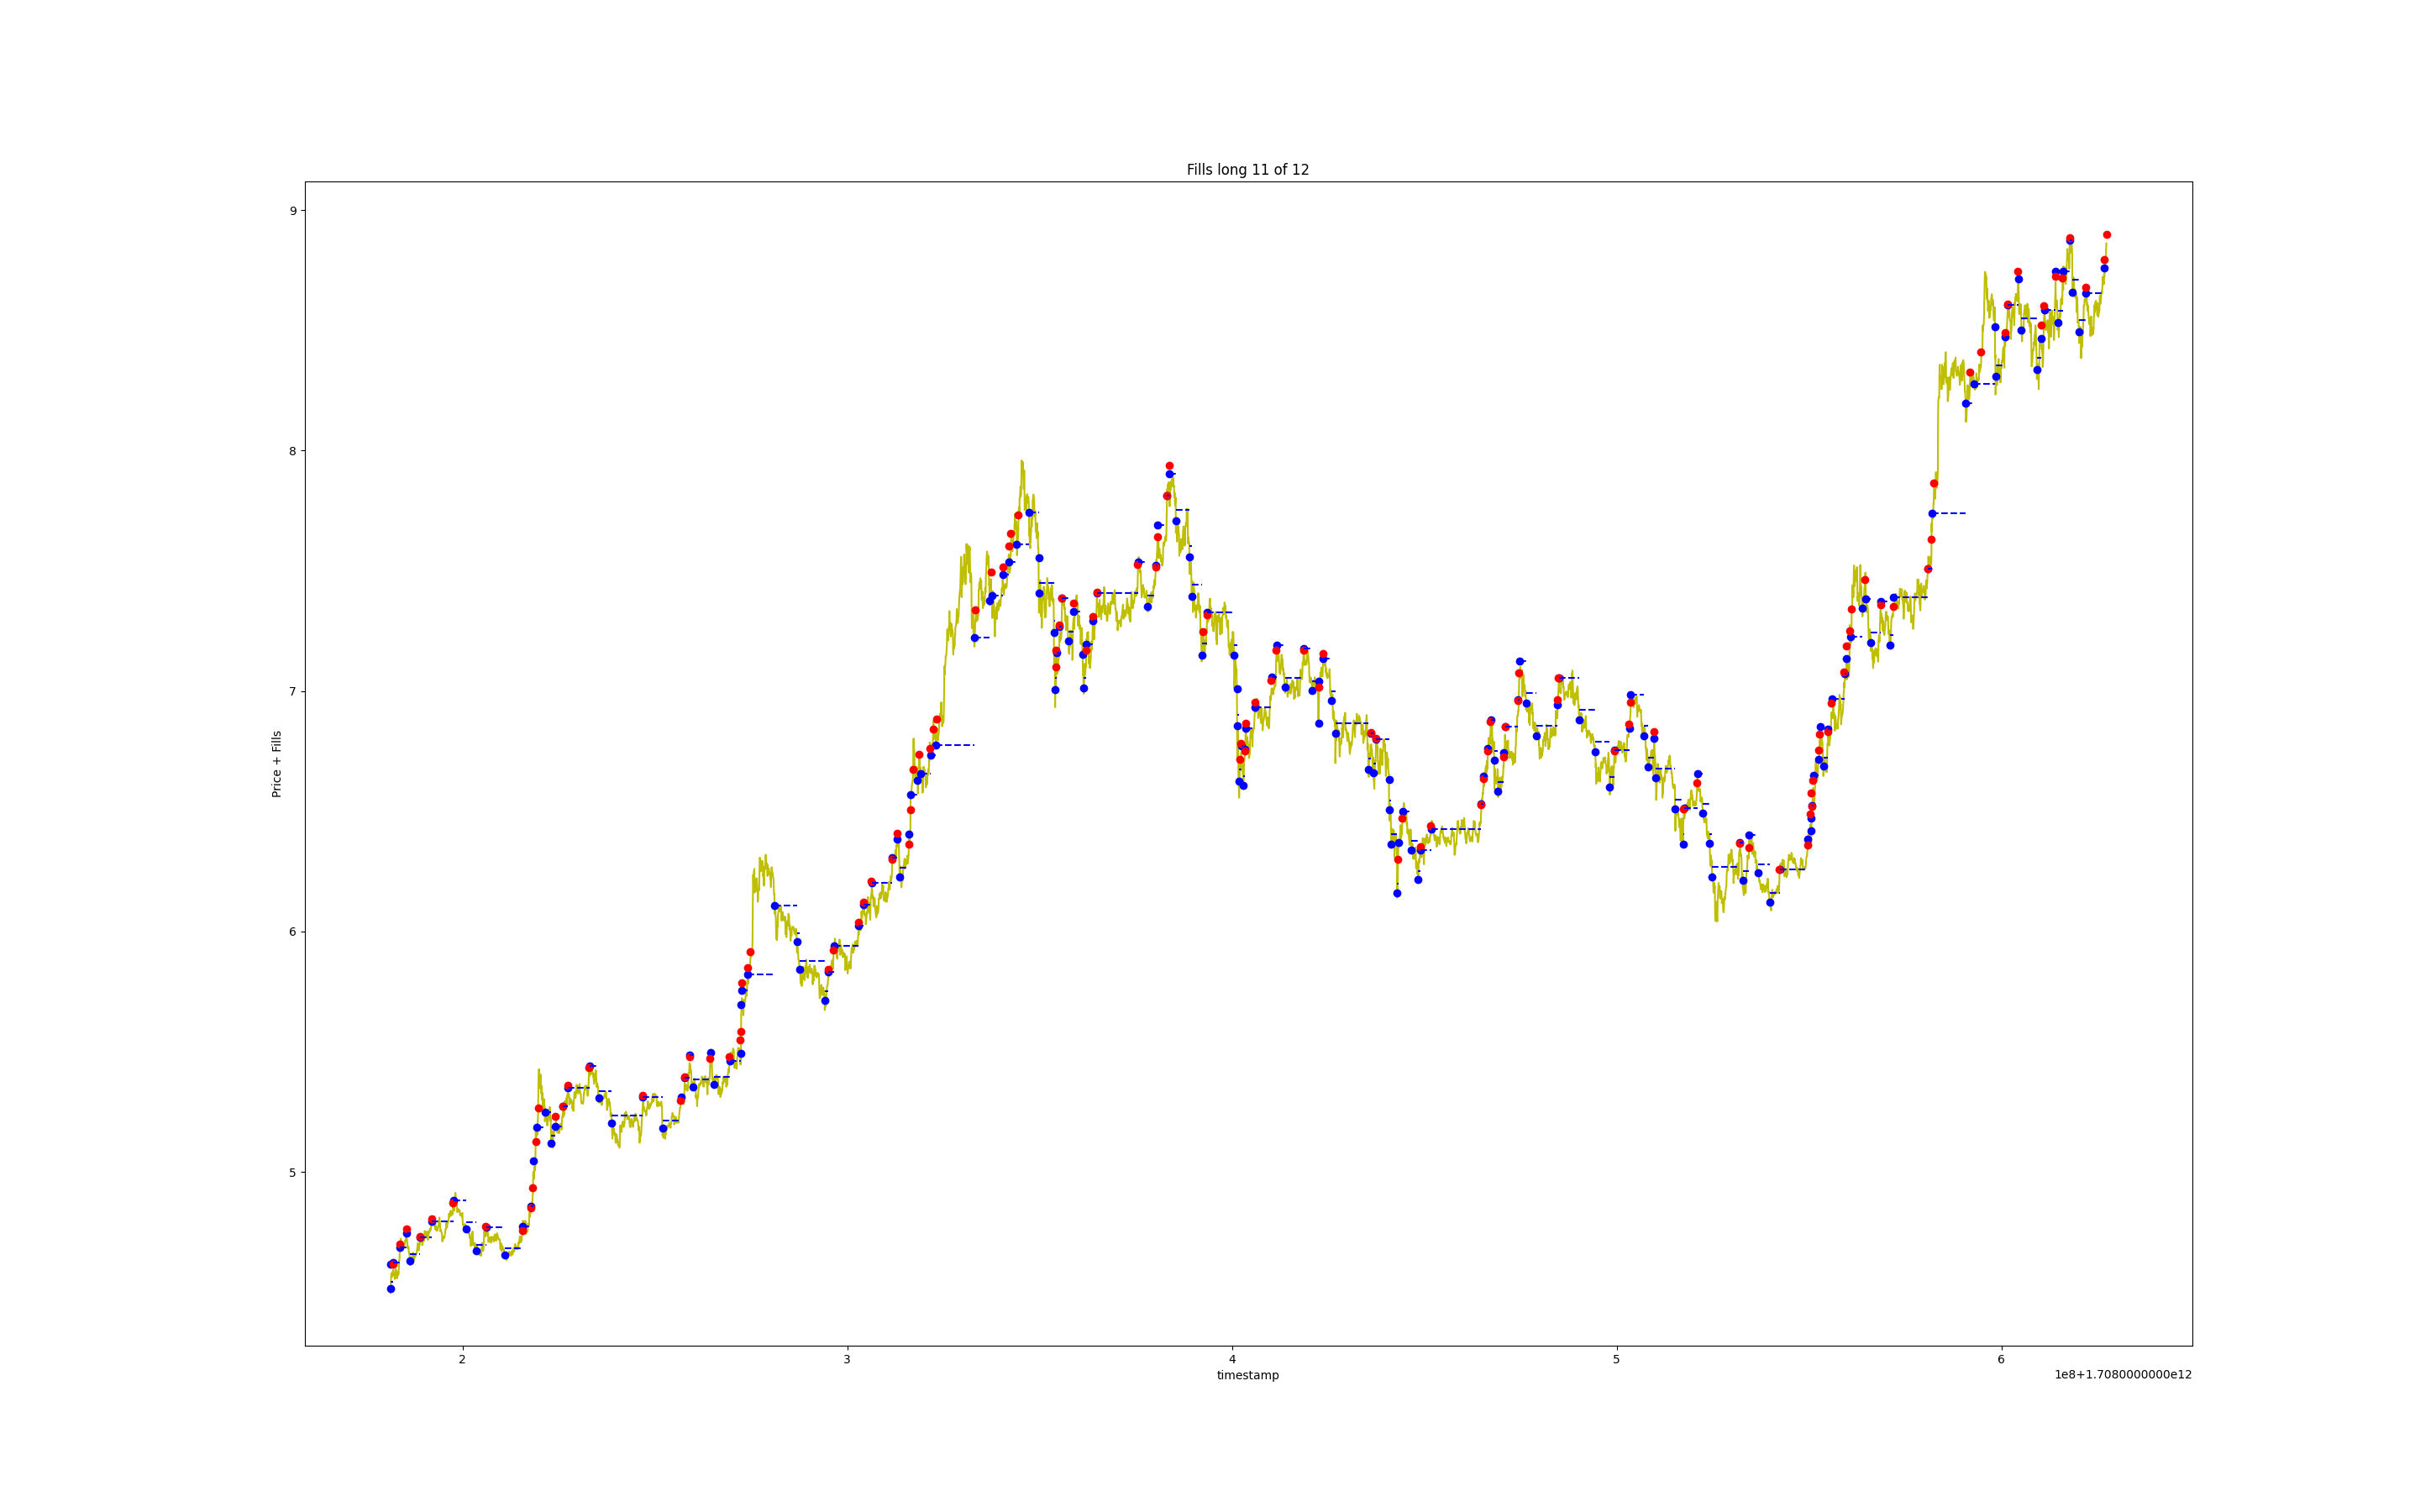 Fills long 11 of 12
9
8
7
6
5
Price + Fills
2
3
4
5
6
timestamp
1e8+1.7080000000e12